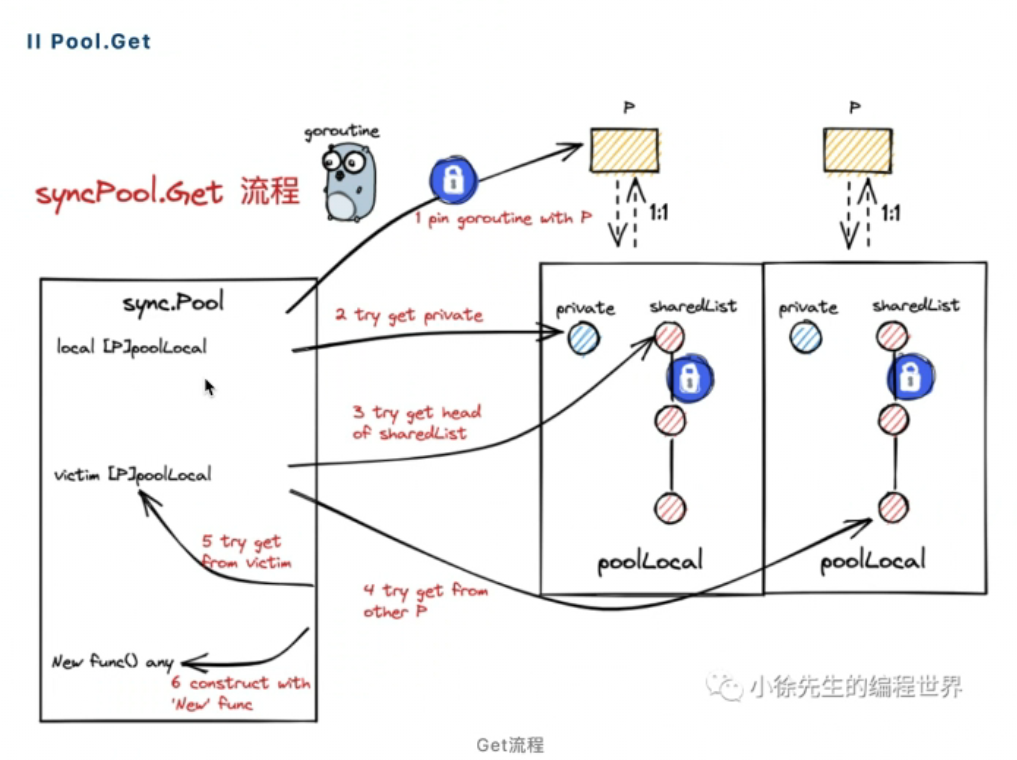 II Pool.Get
goroutine
P
P
syncPool.Get 流程
1 pin goroutine with P
1:1
1:1
sync.Pool
local [P]poolLocal
victim [P]poolLocal
New func() any
2 try get private
3 try get head
of sharedList
4 try get from
other P
5 try get
from victim
6 construct with
'New' func
private
sharedList
private
sharedList
poolLocal
poolLocal
小徐先生的编程世界
Get流程